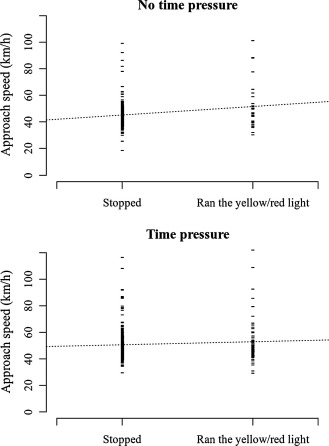 No time pressure
Approach speed (km/h)
0 20 40 60 80 100
Stopped Ran the yellow/red light
Time pressure
Approach speed (km/h)
0 20 40 60 80 100
Stopped Ran the yellow/red light